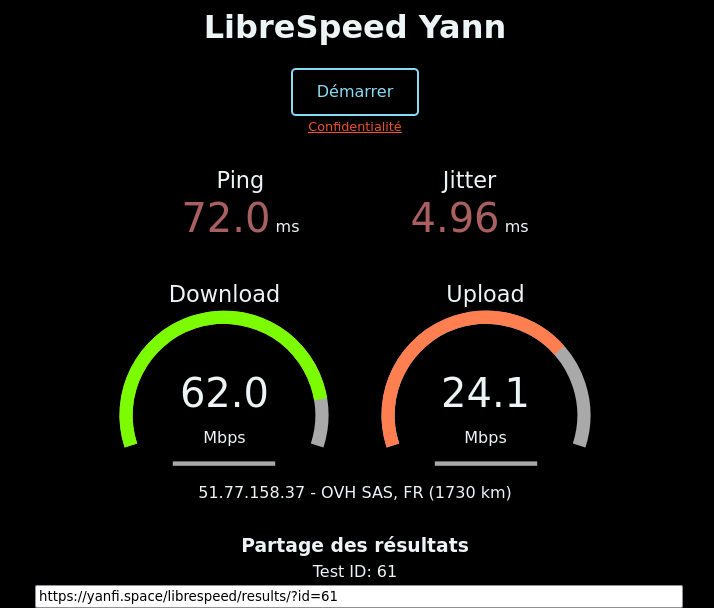 LibreSpeed Yann
Démarrer
Confidentialité
Ping
72.0 ms
Jitter
4.96 ms
Download
62.0
Mbps
Upload
24.1
Mbps
51.77.158.37 - OVH SAS, FR (1730 km)
Partage des résultats
Test ID: 61
https://yanfi.space/librespeed/results/?id=61